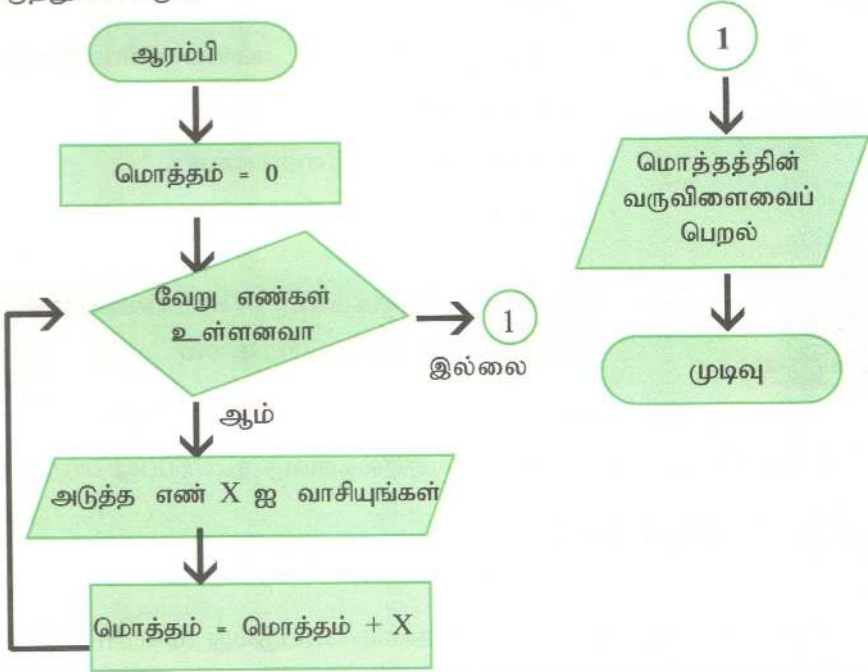 ஆரம்பி
மொத்தம் = 0
வேறு எண்கள்
உள்ளனவா
1
இல்லை
ஆம்
அடுத்த எண் X ஐ வாசியுங்கள்
மொத்தம் = மொத்தம் + X
1
மொத்தத்தின்
வருவிளைவைப்
பெறல்
முடிவு